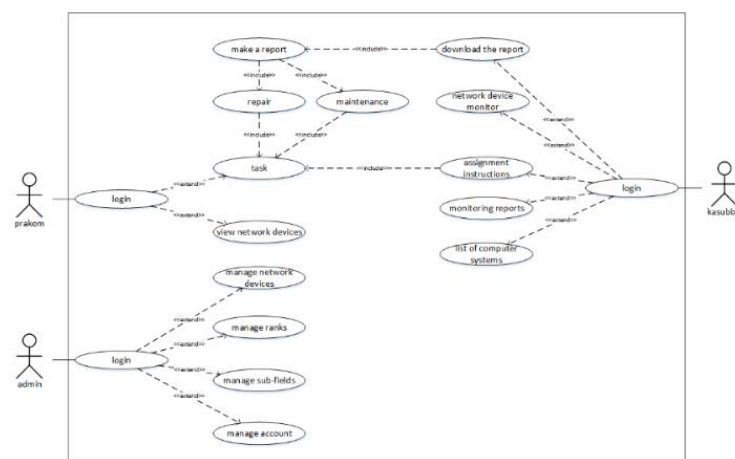 make a report
<<include>>
download the report
<<include>>
<<include>>
network device
monitor
<<extend>>
repair
maintenance
<<include>>
<<include>>
<<extend>>
task
<<include>>
assignment
instructions
<<extend>>
<<extend>>
login
login
prakom
kasubb
<<extend>>
monitoring reports
<<extend>>
<<extend>>
view network devices
list of computer
systems
manage network
devices
<<extend>>
manage ranks
<<extend>>
login
admin
<<extend>>
manage sub-fields
<<extend>>
manage account